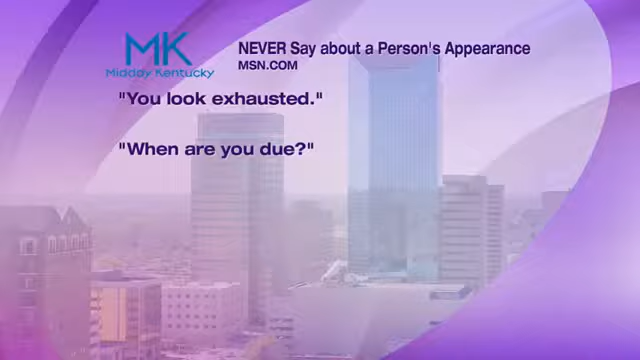 MK
Midday Kentucky
NEVER Say about a Person's Appearance
MSN.COM
"You look exhausted."
"When are you due?"